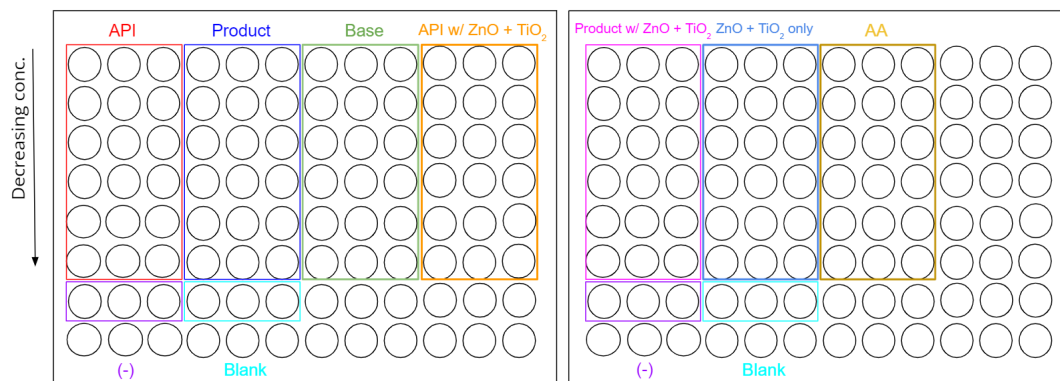 API
Product
Base
API w/ ZnO + TiO₂
Product w/ ZnO + TiO₂
ZnO + TiO₂ only
AA
Decreasing conc.
(-)
Blank
(-)
Blank